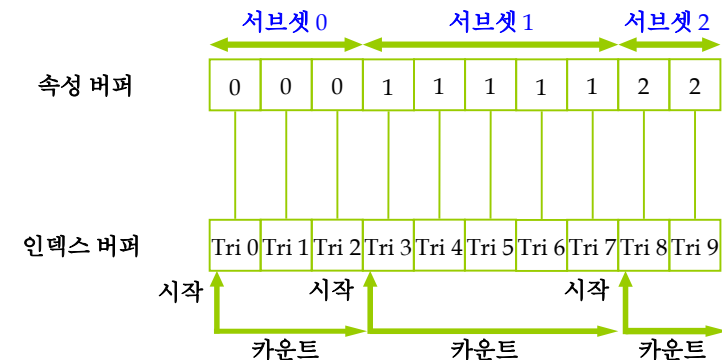 서브셋 0 서브셋 1 서브셋 2
속성 버퍼 0 0 0 1 1 1 1 1 2 2
인덱스 버퍼 Tri 0 Tri 1 Tri 2 Tri 3 Tri 4 Tri 5 Tri 6 Tri 7 Tri 8 Tri 9
시작 시작 시작
카운트 카운트 카운트